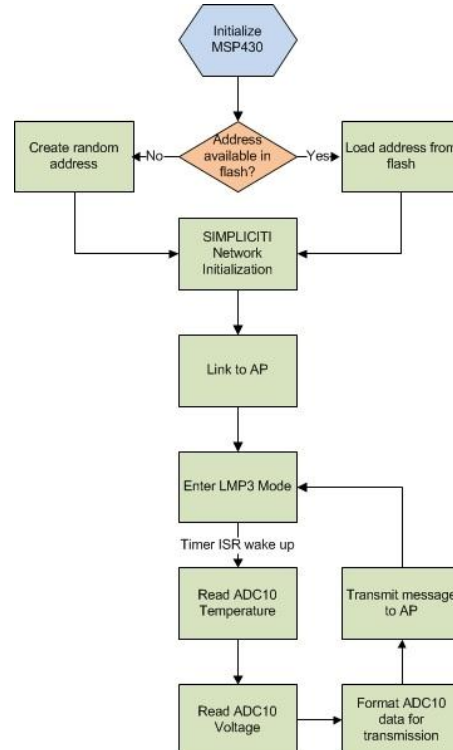 Initialize
MSP430
Address
available in
flash?
No
Yes
Create random
address
Load address from
flash
SIMPLICITI
Network
Initialization
Link to AP
Enter LMP3 Mode
Timer ISR wake up
Read ADC10
Temperature
Transmit message
to AP
Read ADC10
Voltage
Format ADC10
data for
transmission